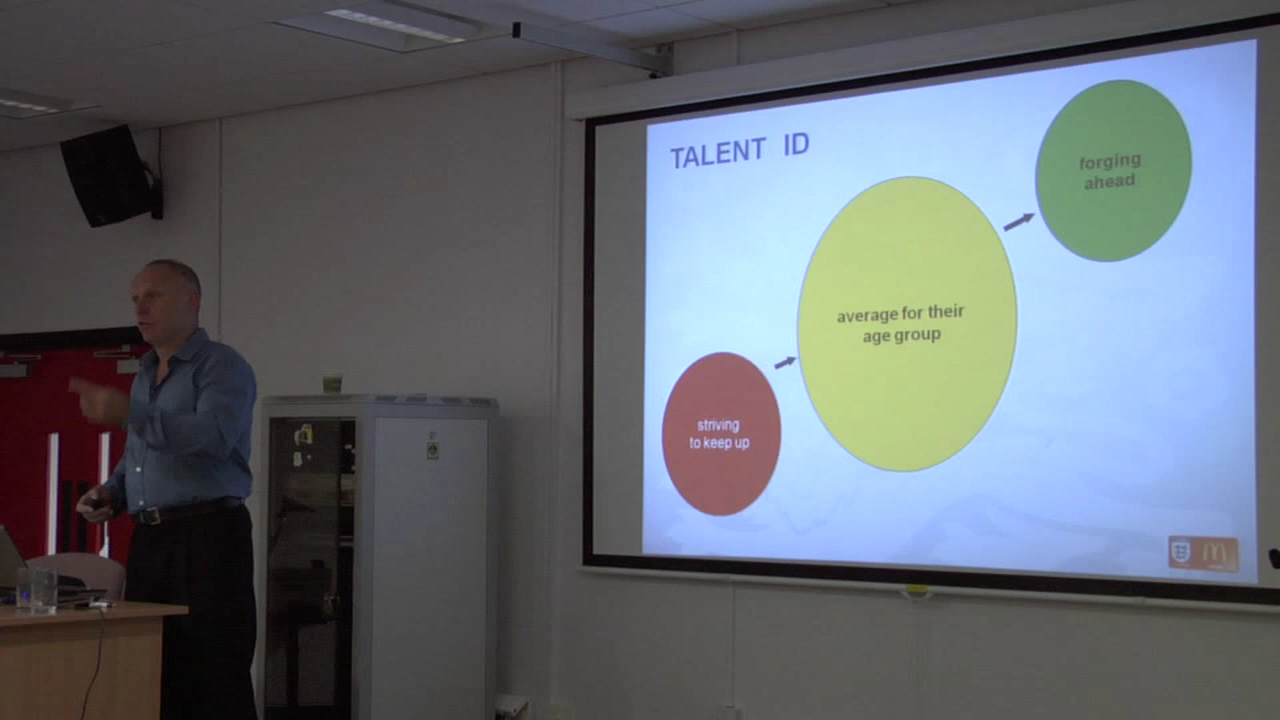 TALENT ID
forging
ahead
average for their
age group
striving
to keep up